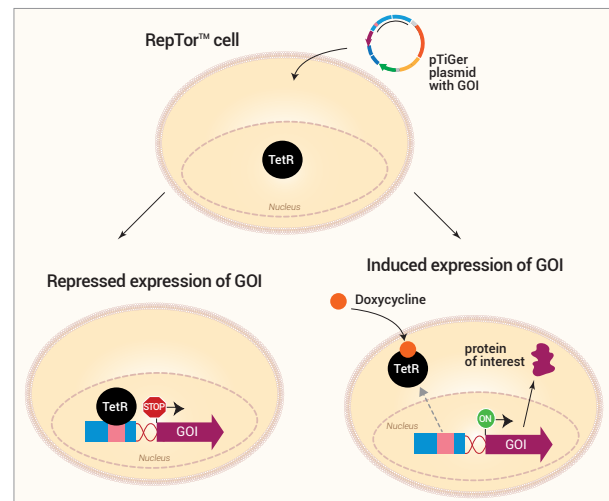 RepTor™ cell
pTiGer
plasmid
with GOI
TetR
Nucleus
Repressed expression of GOI
Induced expression of GOI
Doxycycline
TetR
protein
of interest
TetR
STOP
GOI
Nucleus
Nucleus
ON
GOI